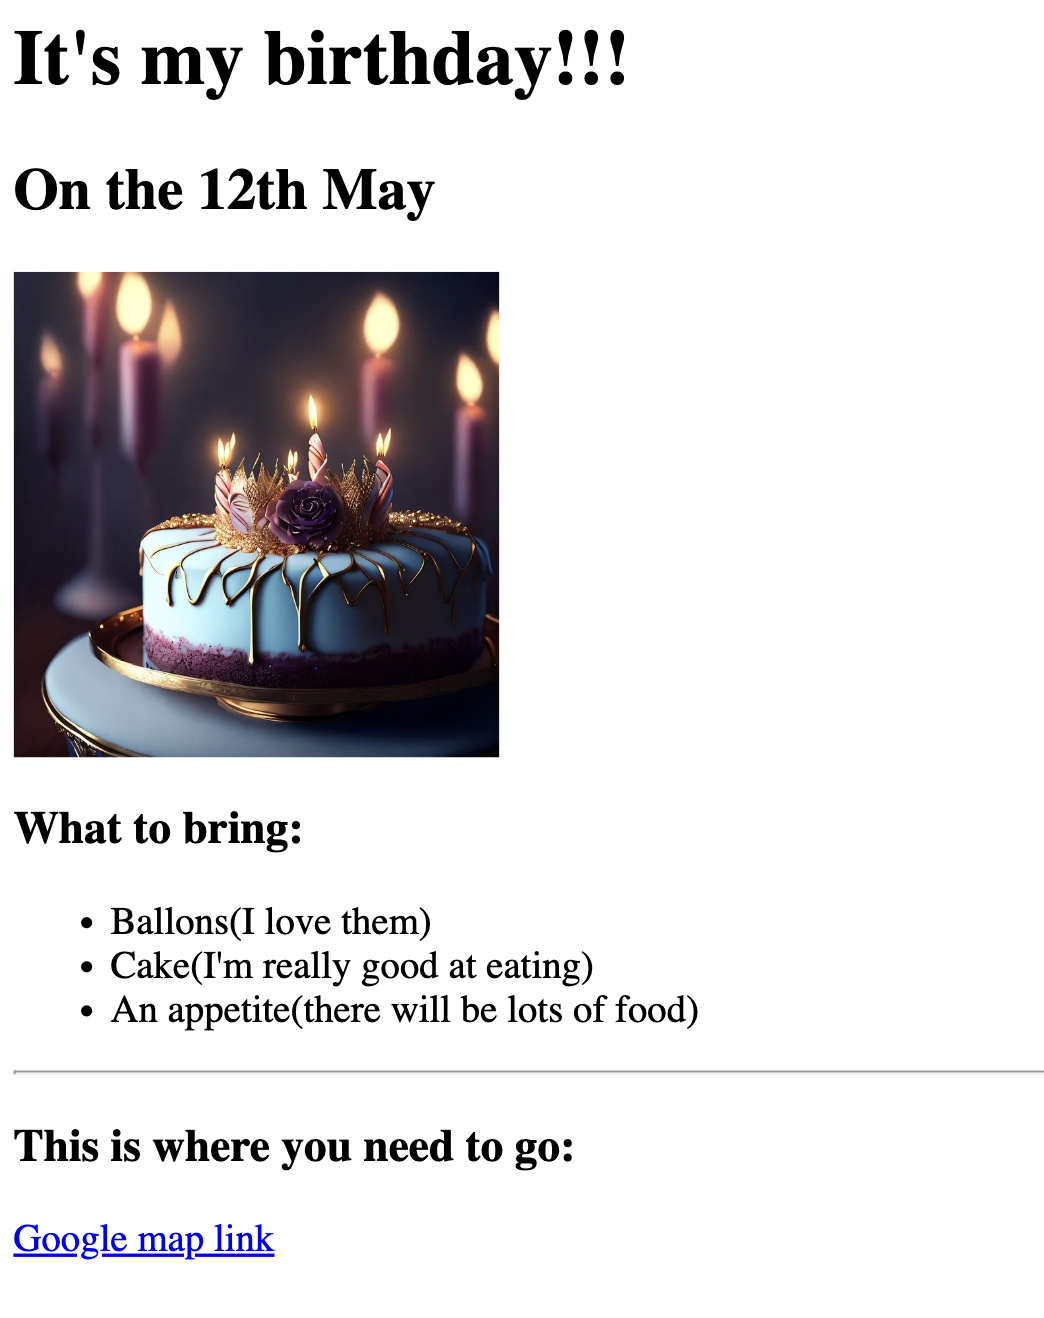 It's my birthday!!!
On the 12th May
What to bring:
Ballons(I love them)
Cake(I'm really good at eating)
An appetite(there will be lots of food)
This is where you need to go:
Google map link